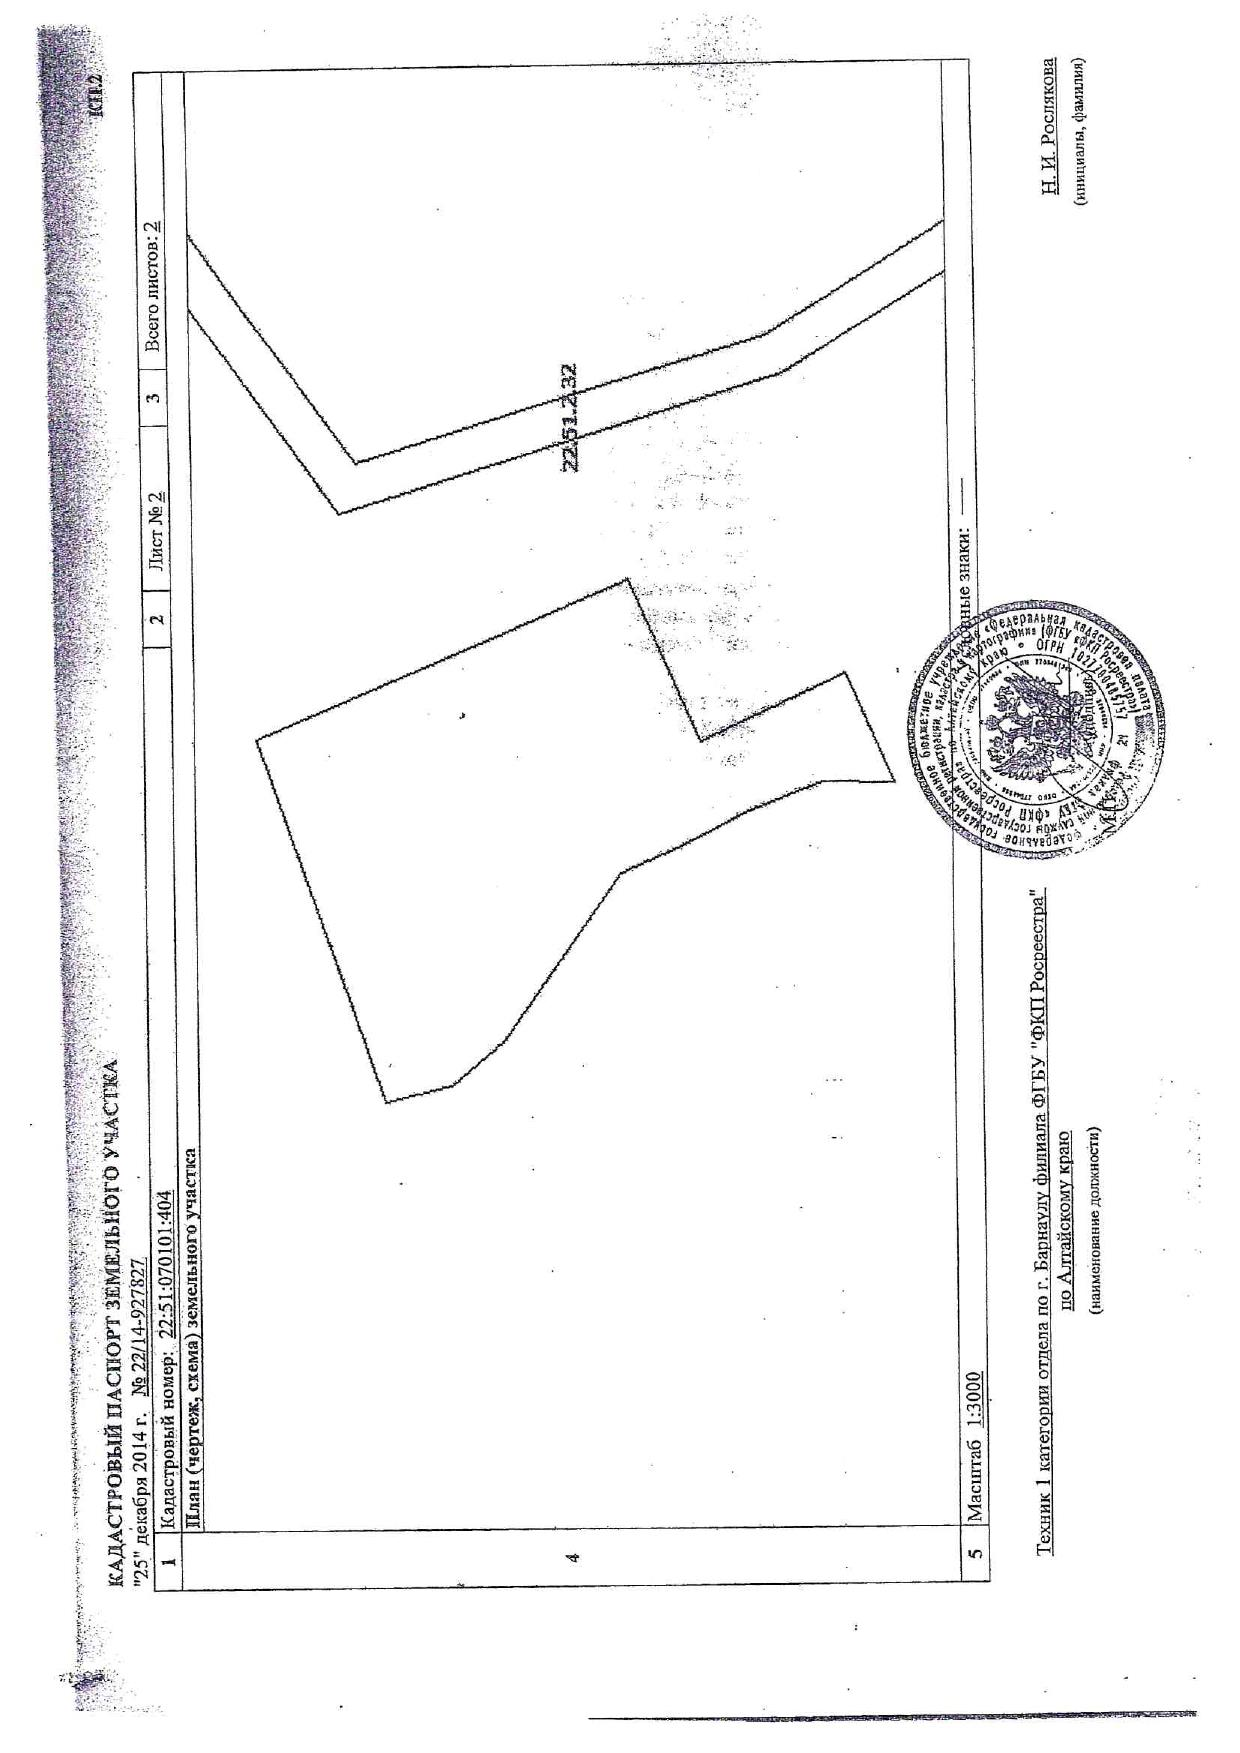 КП.2
КАДАСТРОВЫЙ ПАСПОРТ ЗЕМЕЛЬНОГО УЧАСТКА
"25" декабря 2014 г. № 22/14-927827
1 Кадастровый номер: 22:51:070101:404 2 Лист № 2 3 Всего листов: 2
План (чертеж, схема) земельного участка
4
22:51.2.32
5 Масштаб 1:3000
знаки:
Техник 1 категории отдела по г. Барнаулу филиала ФГБУ "ФКП Росреестра"
по Алтайскому краю
(наименование должности)
М.П.
Н. И. Рослякова
(инициалы, фамилия)